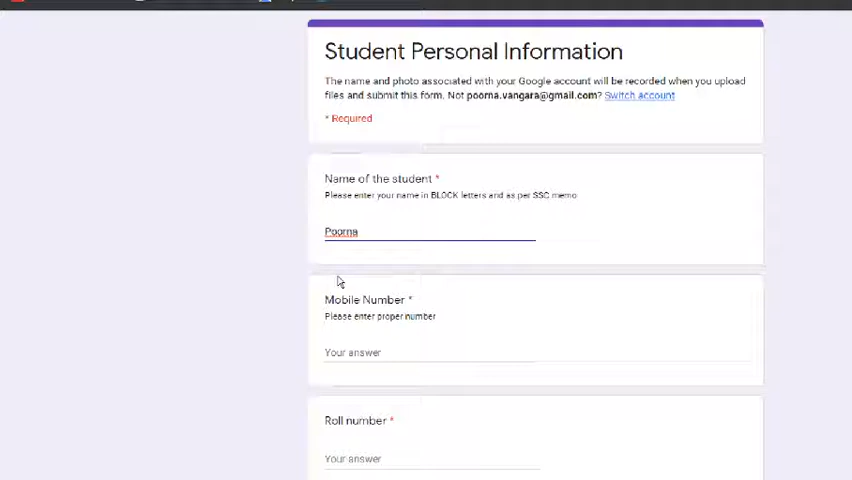 Student Personal Information
The name and photo associated with your Google account will be recorded when you upload
files and submit this form. Not poorna.vangara@gmail.com? Switch account
* Required
Name of the student *
Please enter your name in BLOCK letters and as per SSC memo
Poorna
Mobile Number *
Please enter proper number
Your answer
Roll number *
Your answer